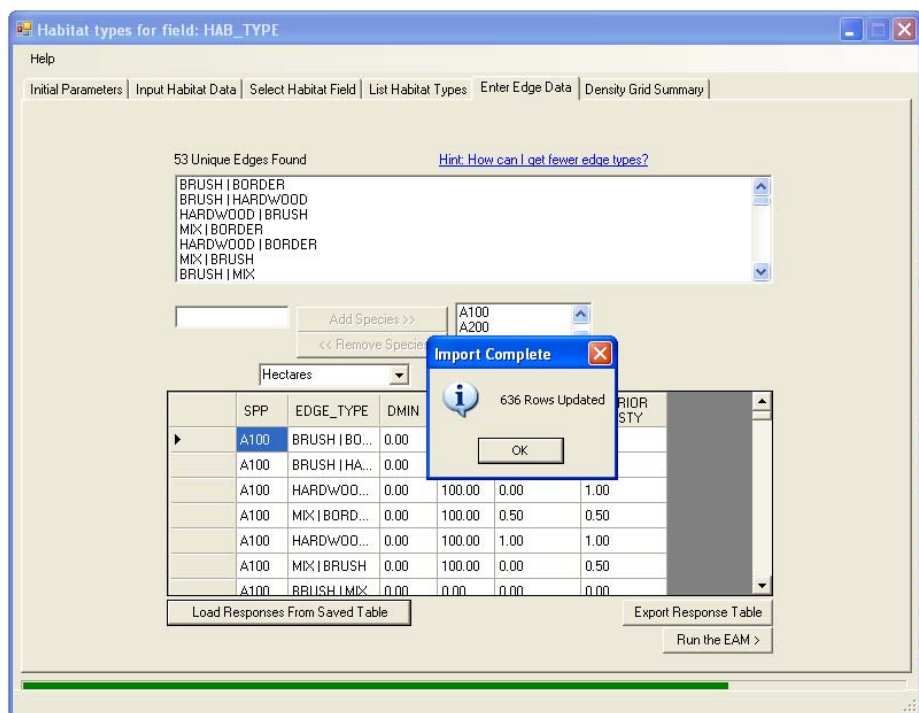 Habitat types for field: HAB_TYPE
Help
Initial Parameters Input Habitat Data Select Habitat Field List Habitat Types Enter Edge Data Density Grid Summary
53 Unique Edges Found Hint: How can I get fewer edge types?
BRUSH | BORDER
BRUSH | HARDWOOD
HARDWOOD | BRUSH
MIX | BORDER
HARDWOOD | BORDER
MIX | BRUSH
BRUSH | MIX
Add Species >> A100
A200
<< Remove Specie
Import Complete
Hectares
636 Rows Updated
OK
SPP EDGE_TYPE DMIN RIOR
STY
A100 BRUSH | BO... 0.00
A100 BRUSH | HA... 0.00
A100 HARDWOO... 0.00 100.00 0.00 1.00
A100 MIX | BORD... 0.00 100.00 0.50 0.50
A100 HARDWOO... 0.00 100.00 1.00 1.00
A100 MIX | BRUSH 0.00 100.00 0.00 0.50
A100 BRUSH | MIX 0.00 0.00 0.00 0.00
Load Responses From Saved Table Export Response Table
Run the EAM >